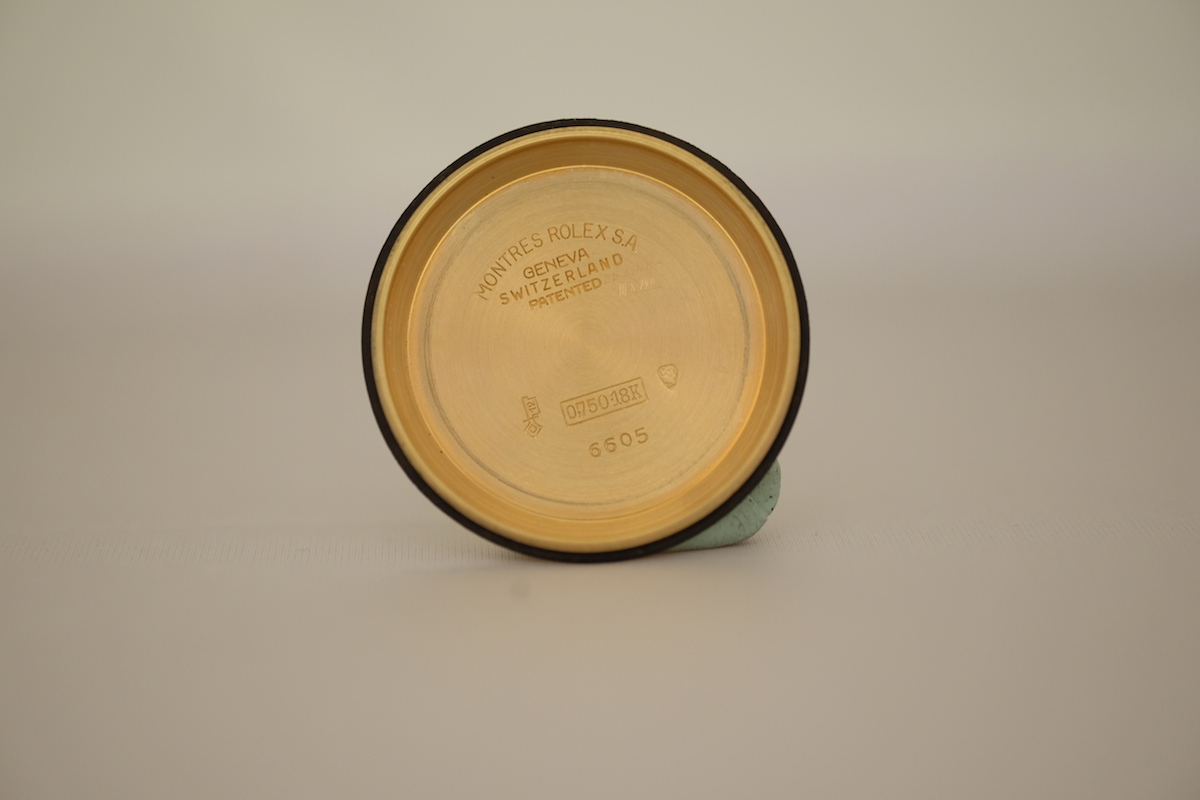 MONTRES ROLEX S.A
GENEVA
SWITZERLAND
PATENTED
0.750 18K
6605